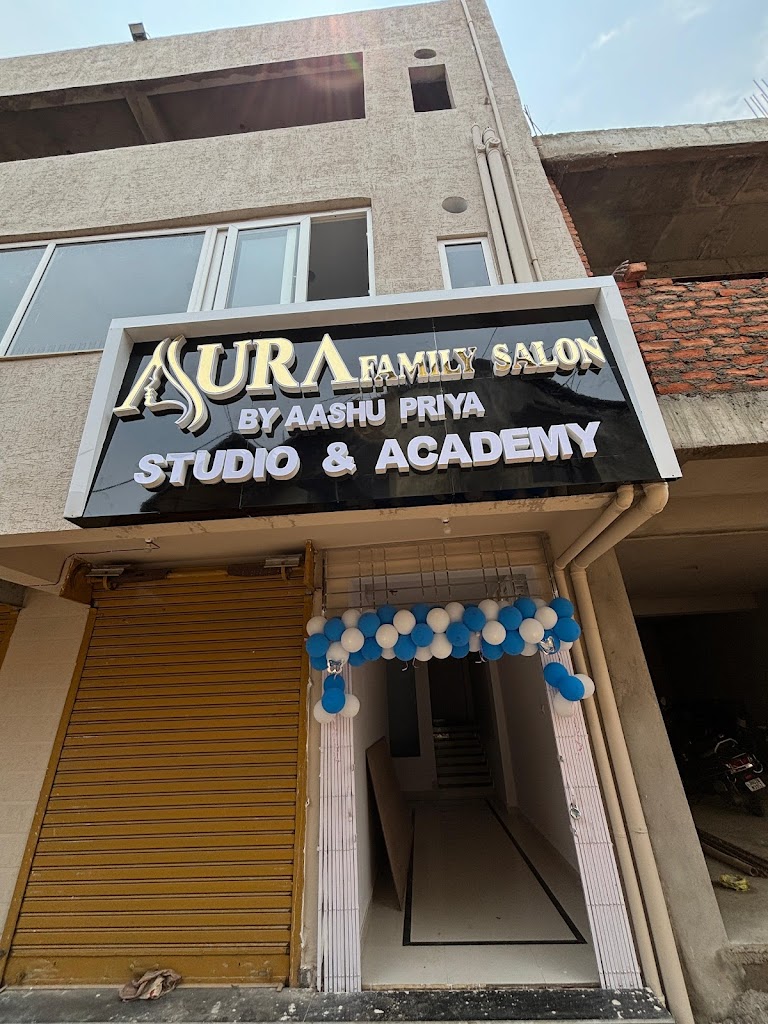 AURA FAMILY SALON
BY AASHU PRIYA
STUDIO & ACADEMY